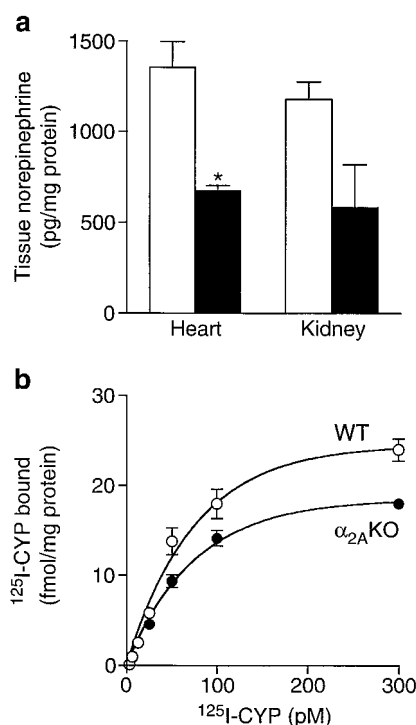 a
Tissue norepinephrine
(pg/mg protein)
1500
1000
500
0
*
Heart
Kidney
b
¹²⁵I-CYP bound
(fmol/mg protein)
30
20
10
0
WT
α₂ₐKO
0
100
200
300
¹²⁵I-CYP (pM)